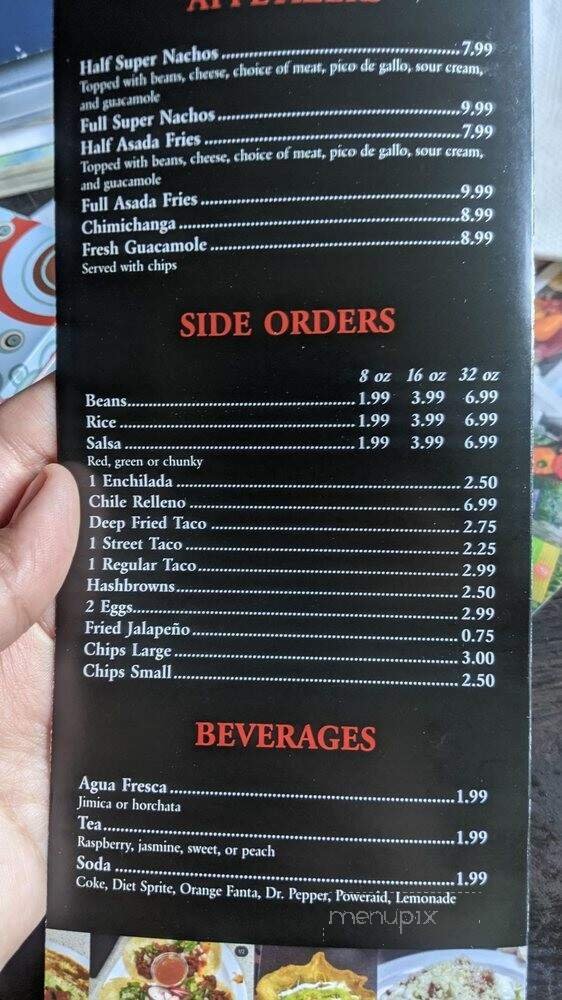 APPETIZERS
Half Super Nachos 7.99
Topped with beans, cheese, choice of meat, pico de gallo, sour cream,
and guacamole
Full Super Nachos 9.99
Half Asada Fries 7.99
Topped with beans, cheese, choice of meat, pico de gallo, sour cream,
and guacamole
Full Asada Fries 9.99
Chimichanga 8.99
Fresh Guacamole 8.99
Served with chips
SIDE ORDERS
8 oz 16 oz 32 oz
Beans 1.99 3.99 6.99
Rice 1.99 3.99 6.99
Salsa 1.99 3.99 6.99
Red, green or chunky
1 Enchilada 2.50
Chile Relleno 6.99
Deep Fried Taco 2.75
1 Street Taco 2.25
1 Regular Taco 2.99
Hashbrowns 2.50
2 Eggs 2.99
Fried Jalapeño 0.75
Chips Large 3.00
Chips Small 2.50
BEVERAGES
Agua Fresca 1.99
Jimica or horchata
Tea 1.99
Raspberry, jasmine, sweet, or peach
Soda 1.99
Coke, Diet Sprite, Orange Fanta, Dr. Pepper, Poweraid, Lemonade
menupix